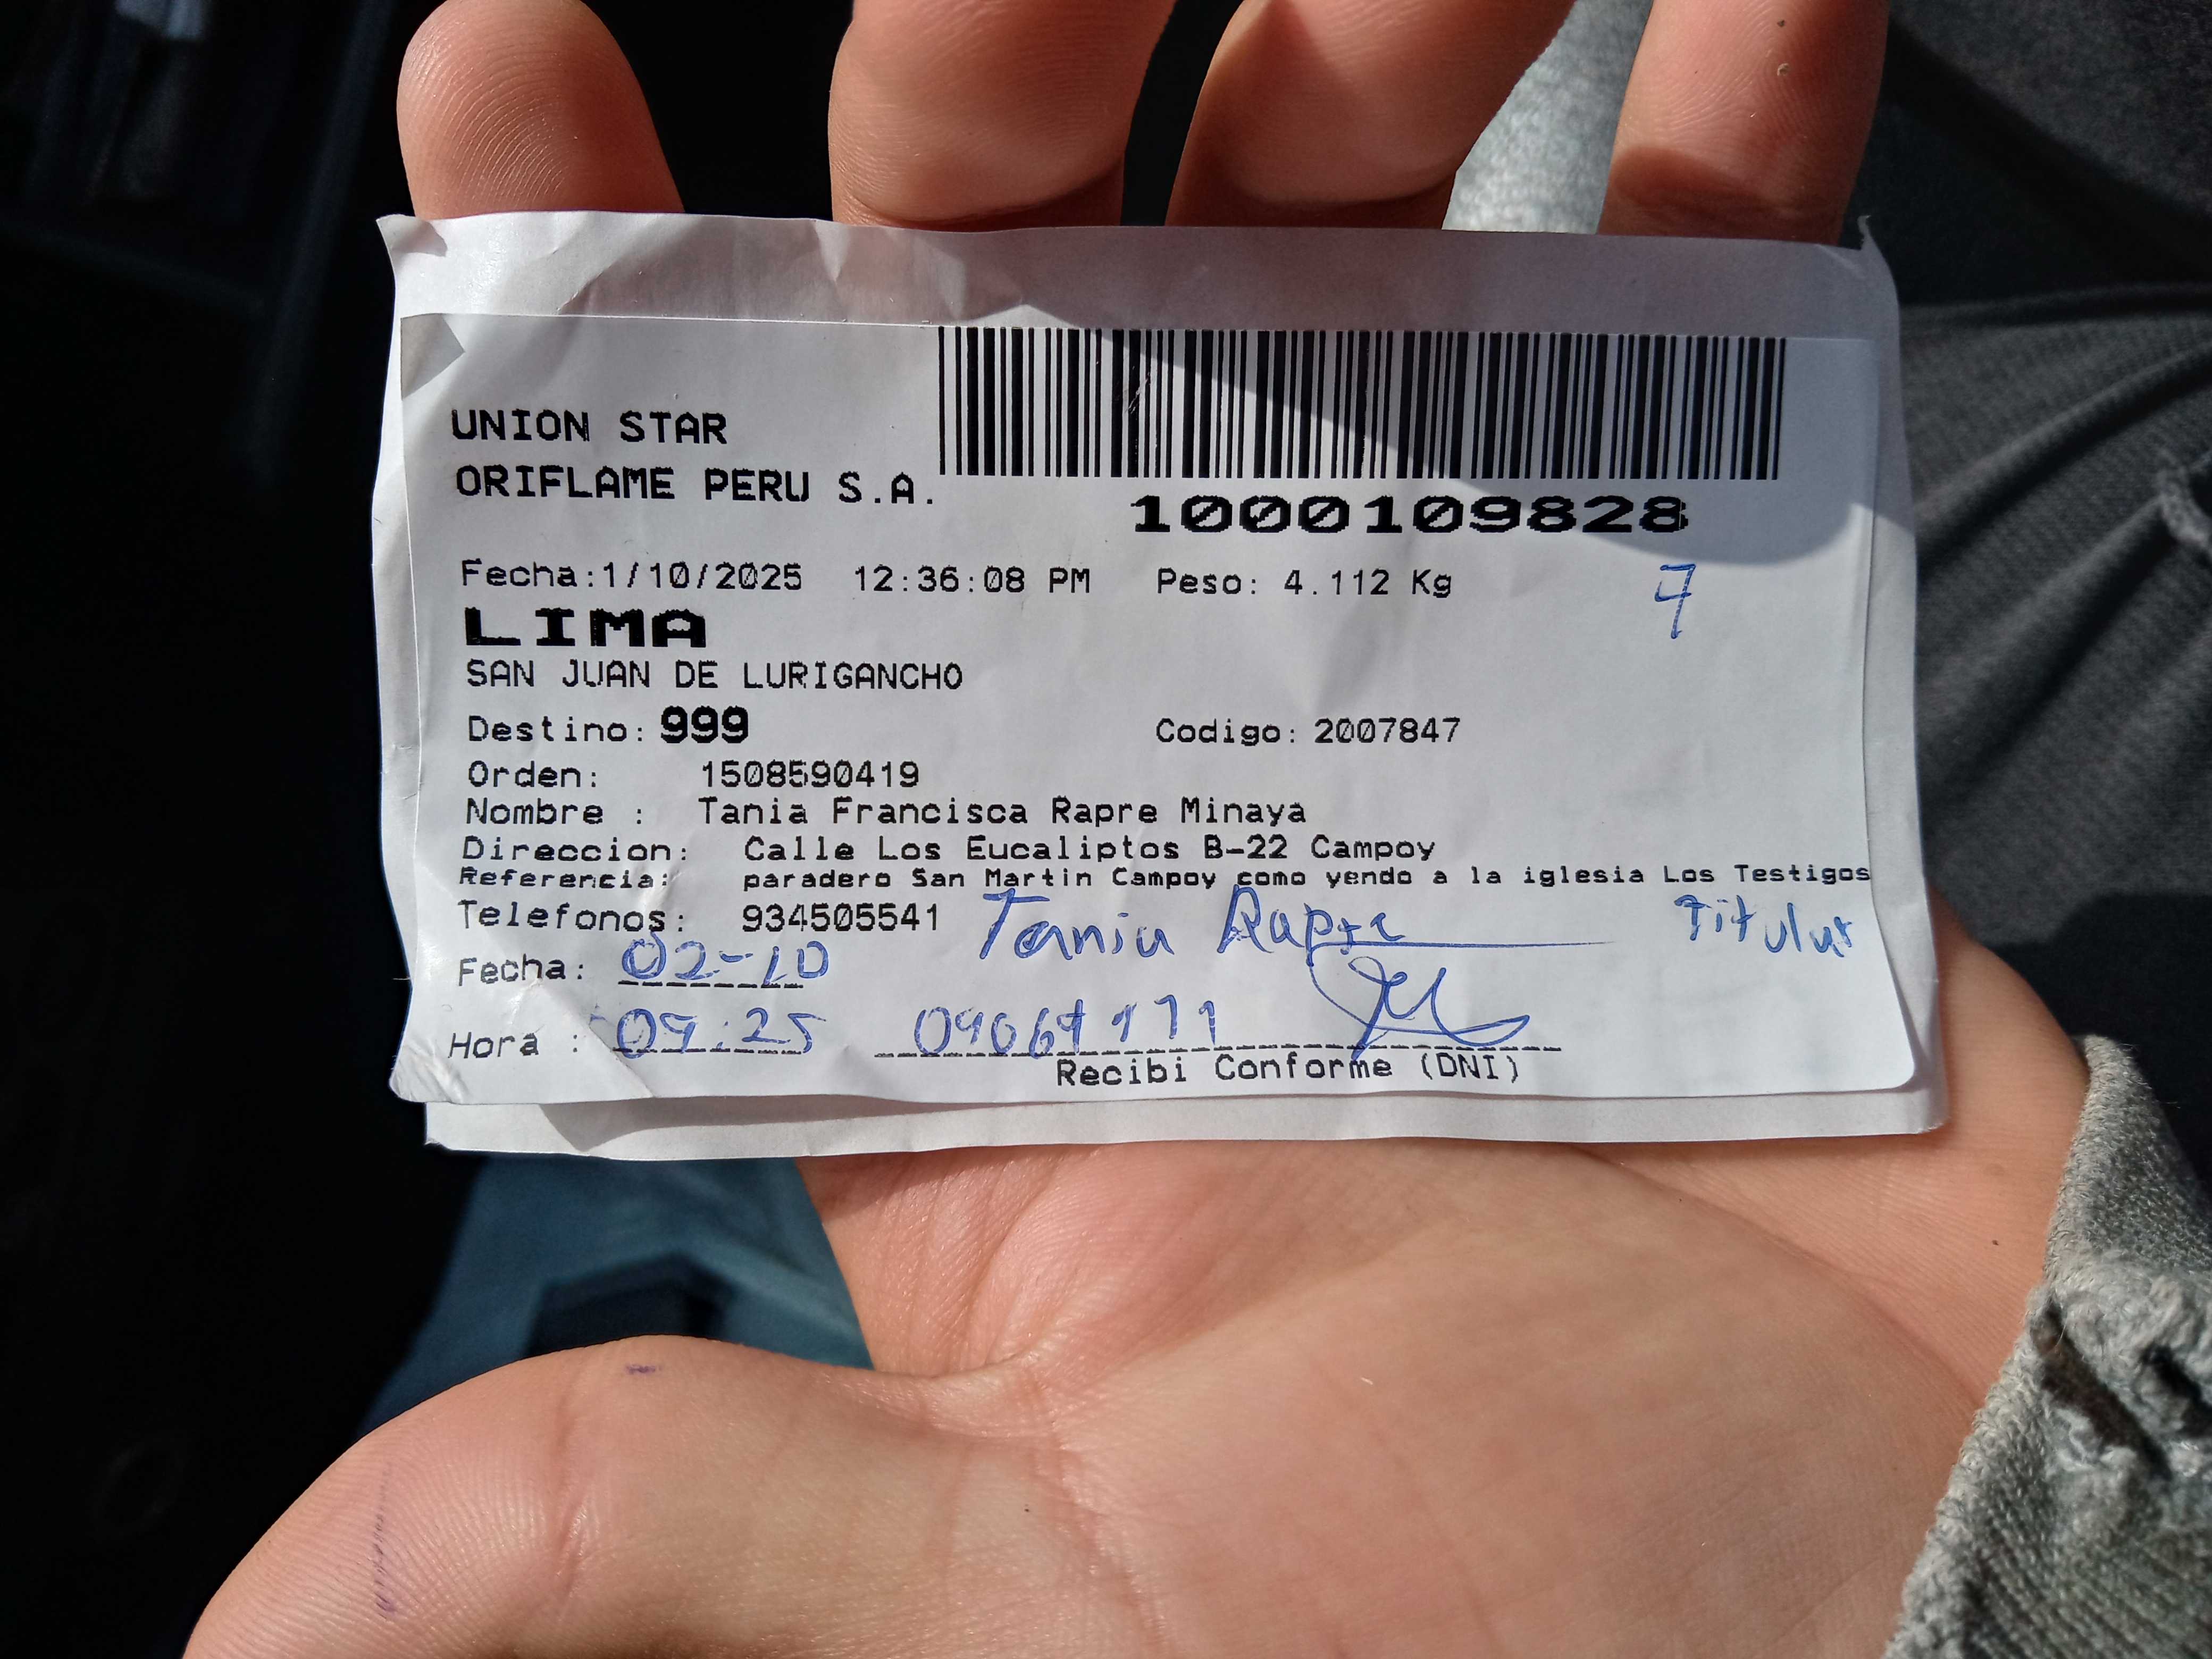 UNION STAR
ORIFLAME PERU S.A.
1000109828
Fecha:1/10/2025 12:36:08 PM Peso: 4.112 Kg 7
LIMA
SAN JUAN DE LURIGANCHO
Destino: 999 Codigo: 2007847
Orden: 1508590419
Nombre : Tania Francisca Rapre Minaya
Direccion: Calle Los Eucaliptos B-22 Campoy
Referencia: paradero San Martin Campoy como yendo a la iglesia Los Testigos
Telefonos: 934505541 Tania Rapre Titular
Fecha: 02-10
Hora : 09:25
Recibi Conforme (DNI)